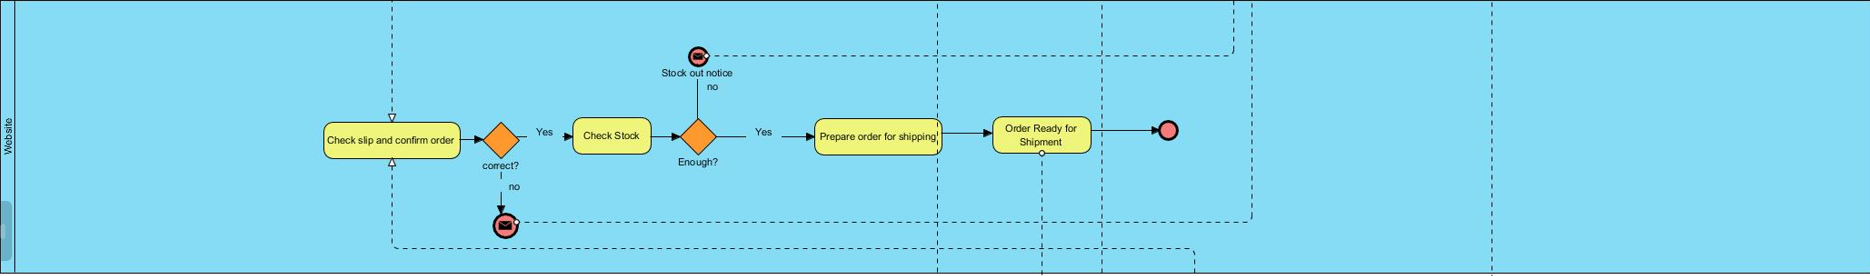 Website
Stock out notice
no
Check slip and confirm order
Yes
Check Stock
Yes
Prepare order for shipping
Order Ready for
Shipment
correct?
Enough?
no